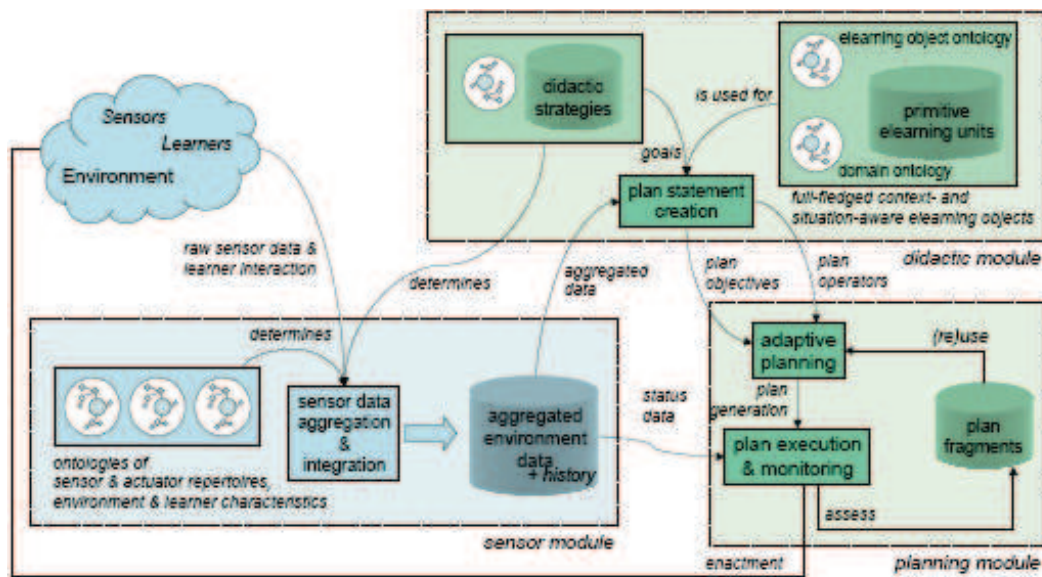 elearning object ontology
didactic
strategies
is used for
primitive
elearning units
domain ontology
goals
plan statement
creation
full-fledged context- and
situation-aware elearning objects
didactic module
Sensors
Learners
Environment
raw sensor data &
learner interaction
determines
aggregated
data
plan
objectives
plan
operators
determines
sensor data
aggregation
&
integration
aggregated
environment
data
+ history
ontologies of
sensor & actuator repertoires,
environment & learner characteristics
sensor module
status
data
adaptive
planning
(re)use
plan
generation
plan execution
& monitoring
plan
fragments
assess
enactment
planning module